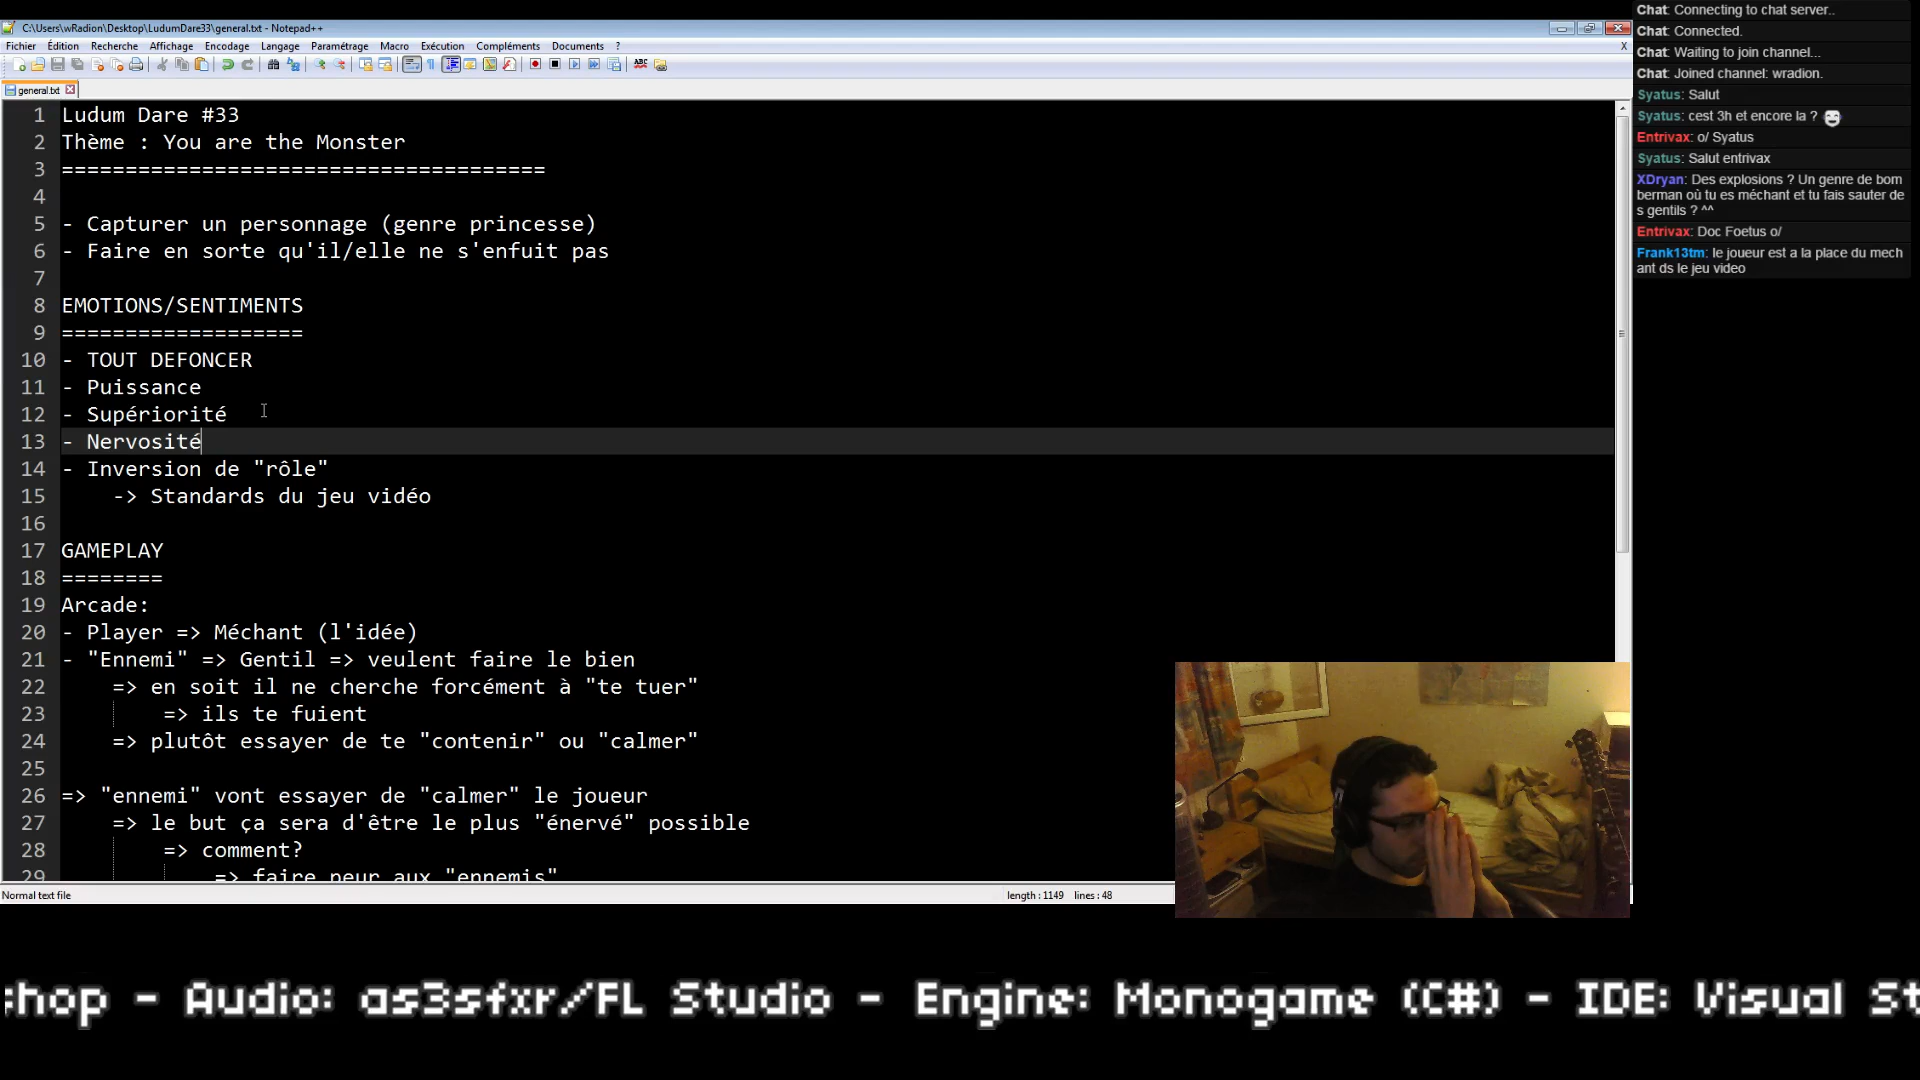 C:\Users\wRadion\Desktop\LudumDare33\general.txt - Notepad++
Fichier Édition Recherche Affichage Encodage Langage Paramétrage Macro Exécution Compléments Documents ? X
general.txt
1 Ludum Dare #33
2 Thème : You are the Monster
3 ======================================
4
5 - Capturer un personnage (genre princesse)
6 - Faire en sorte qu'il/elle ne s'enfuit pas
7
8 EMOTIONS/SENTIMENTS
9 ===================
10 - TOUT DEFONCER
11 - Puissance
12 - Supériorité
13 - Nervosité
14 - Inversion de "rôle"
15 -> Standards du jeu vidéo
16
17 GAMEPLAY
18 ========
19 Arcade:
20 - Player => Méchant (l'idée)
21 - "Ennemi" => Gentil => veulent faire le bien
22 => en soit il ne cherche forcément à "te tuer"
23 => ils te fuient
24 => plutôt essayer de te "contenir" ou "calmer"
25
26 => "ennemi" vont essayer de "calmer" le joueur
27 => le but ça sera d'être le plus "énervé" possible
28 => comment?
29 => faire peur aux "ennemis"
Normal text file length : 1149 lines : 48
Chat: Connecting to chat server..
Chat: Connected.
Chat: Waiting to join channel...
Chat: Joined channel: wradion.
Syatus: Salut
Syatus: cest 3h et encore la ?
Entrivax: o/ Syatus
Syatus: Salut entrivax
XDryan: Des explosions ? Un genre de bom
berman où tu es méchant et tu fais sauter de
s gentils ? ^^
Entrivax: Doc Foetus o/
Frank13tm: le joueur est a la place du mech
ant ds le jeu video
shop - Audio: as3sfxr/FL Studio - Engine: Monogame (C#) - IDE: Visual St